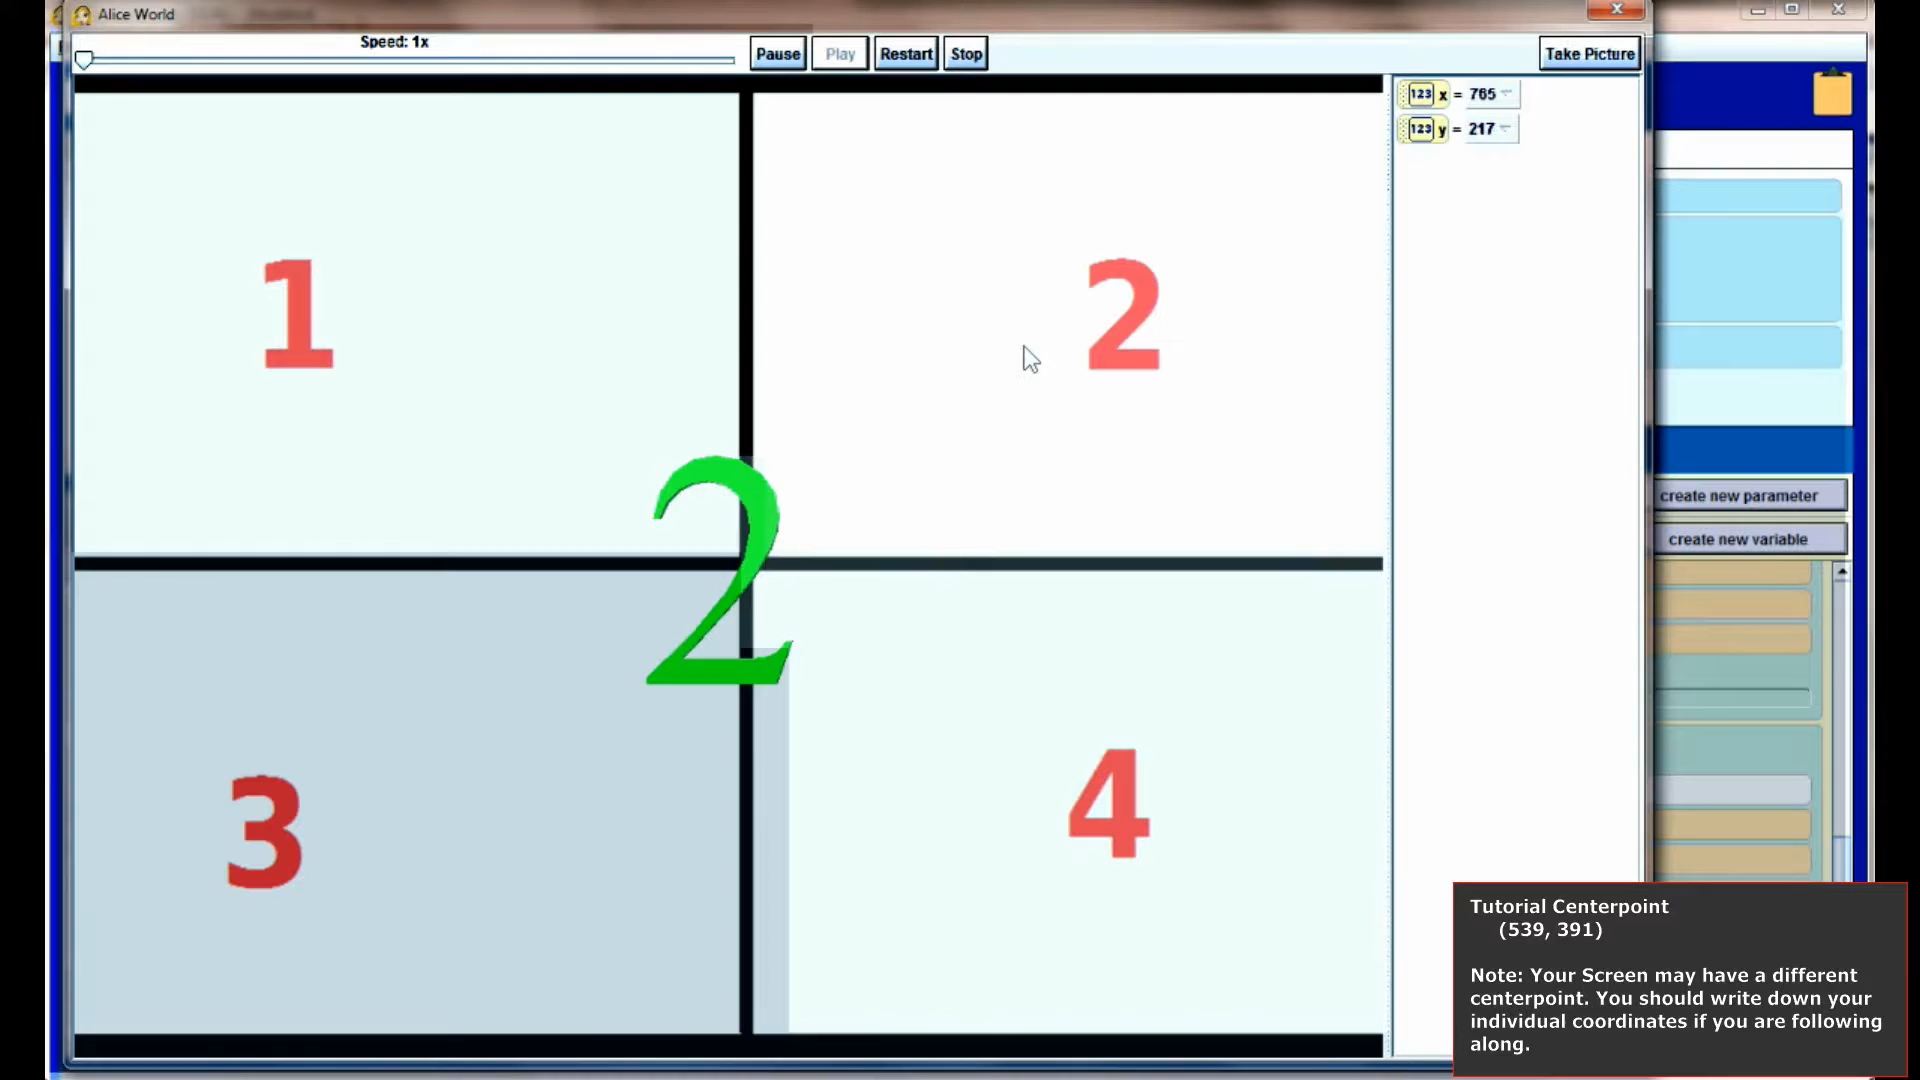 Alice World
Speed: 1x
Pause
Play
Restart
Stop
Take Picture
123 x = 765
123 y = 217
1
2
2
3
4
create new parameter
create new variable
Tutorial Centerpoint
(539, 391)
Note: Your Screen may have a different
centerpoint. You should write down your
individual coordinates if you are following
along.